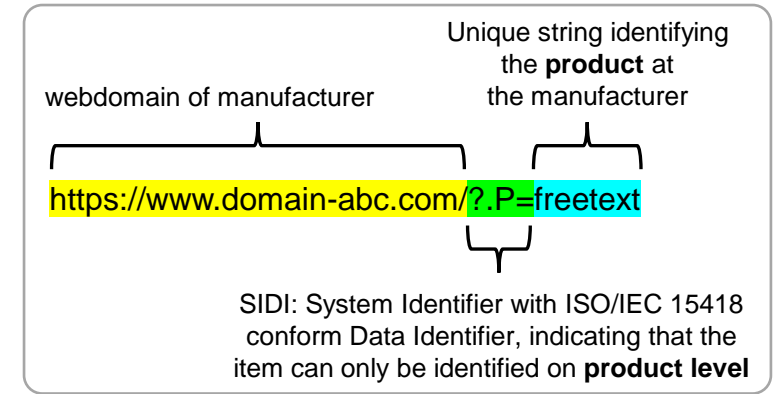 Unique string identifying
the product at
the manufacturer
webdomain of manufacturer
https://www.domain-abc.com/?.P=freetext
SIDI: System Identifier with ISO/IEC 15418
conform Data Identifier, indicating that the
item can only be identified on product level